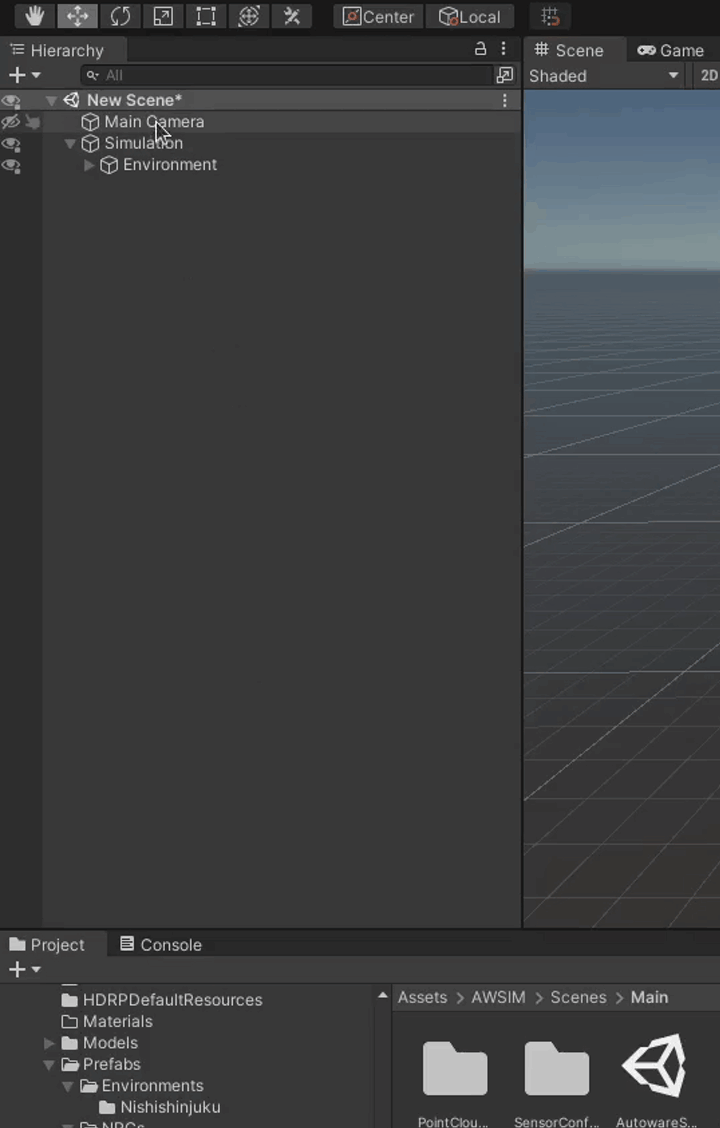 Center Local
Hierarchy
Scene Game
All
Shaded 2D
New Scene*
Main Camera
Simulation
Environment
Project Console
HDRPDefaultResources
Materials
Models
Prefabs
Environments
Nishishinjuku
Assets > AWSIM > Scenes > Main
PointClou... SensorConf... AutowareS...